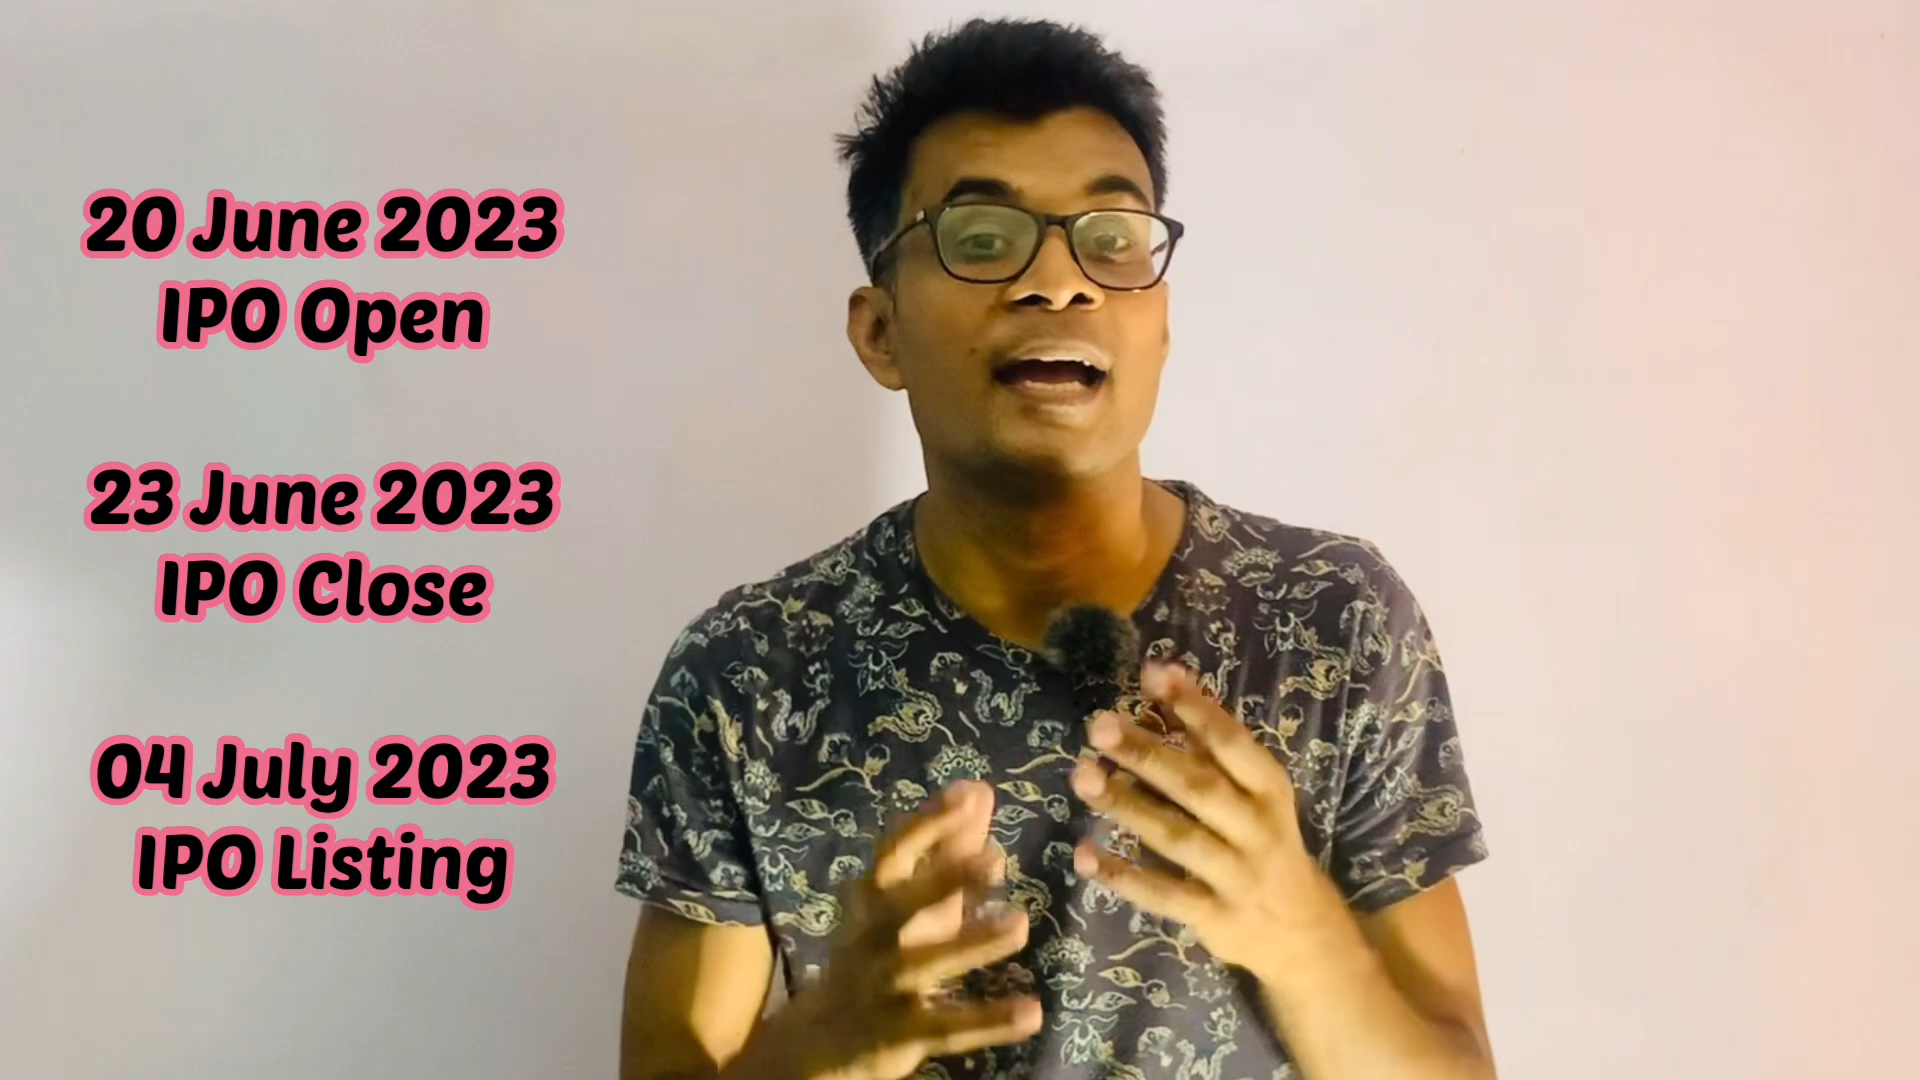 20 June 2023
IPO Open
23 June 2023
IPO Close
04 July 2023
IPO Listing